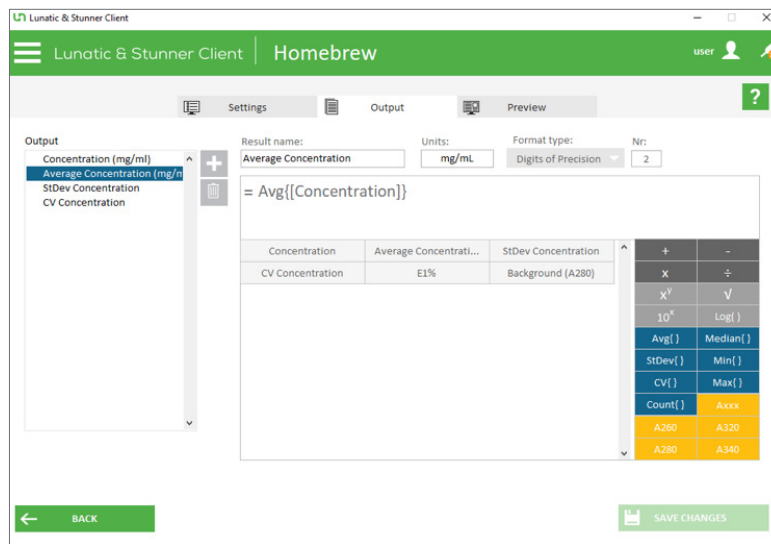 Lunatic & Stunner Client
Lunatic & Stunner Client | Homebrew
user
Settings
Output
Preview
?
Output
Result name:
Units:
Format type:
Nr:
Concentration (mg/ml)
Average Concentration (mg/m
StDev Concentration
CV Concentration
Average Concentration
mg/mL
Digits of Precision
2
= Avg{[Concentration]}
Concentration
Average Concentrati...
StDev Concentration
CV Concentration
E1%
Background (A280)
+ -
x ÷
xʸ √
10ˣ Log{ }
Avg{ } Median{ }
StDev{ } Min{ }
CV{ } Max{ }
Count{ } Axxx
A260 A320
A280 A340
BACK
SAVE CHANGES